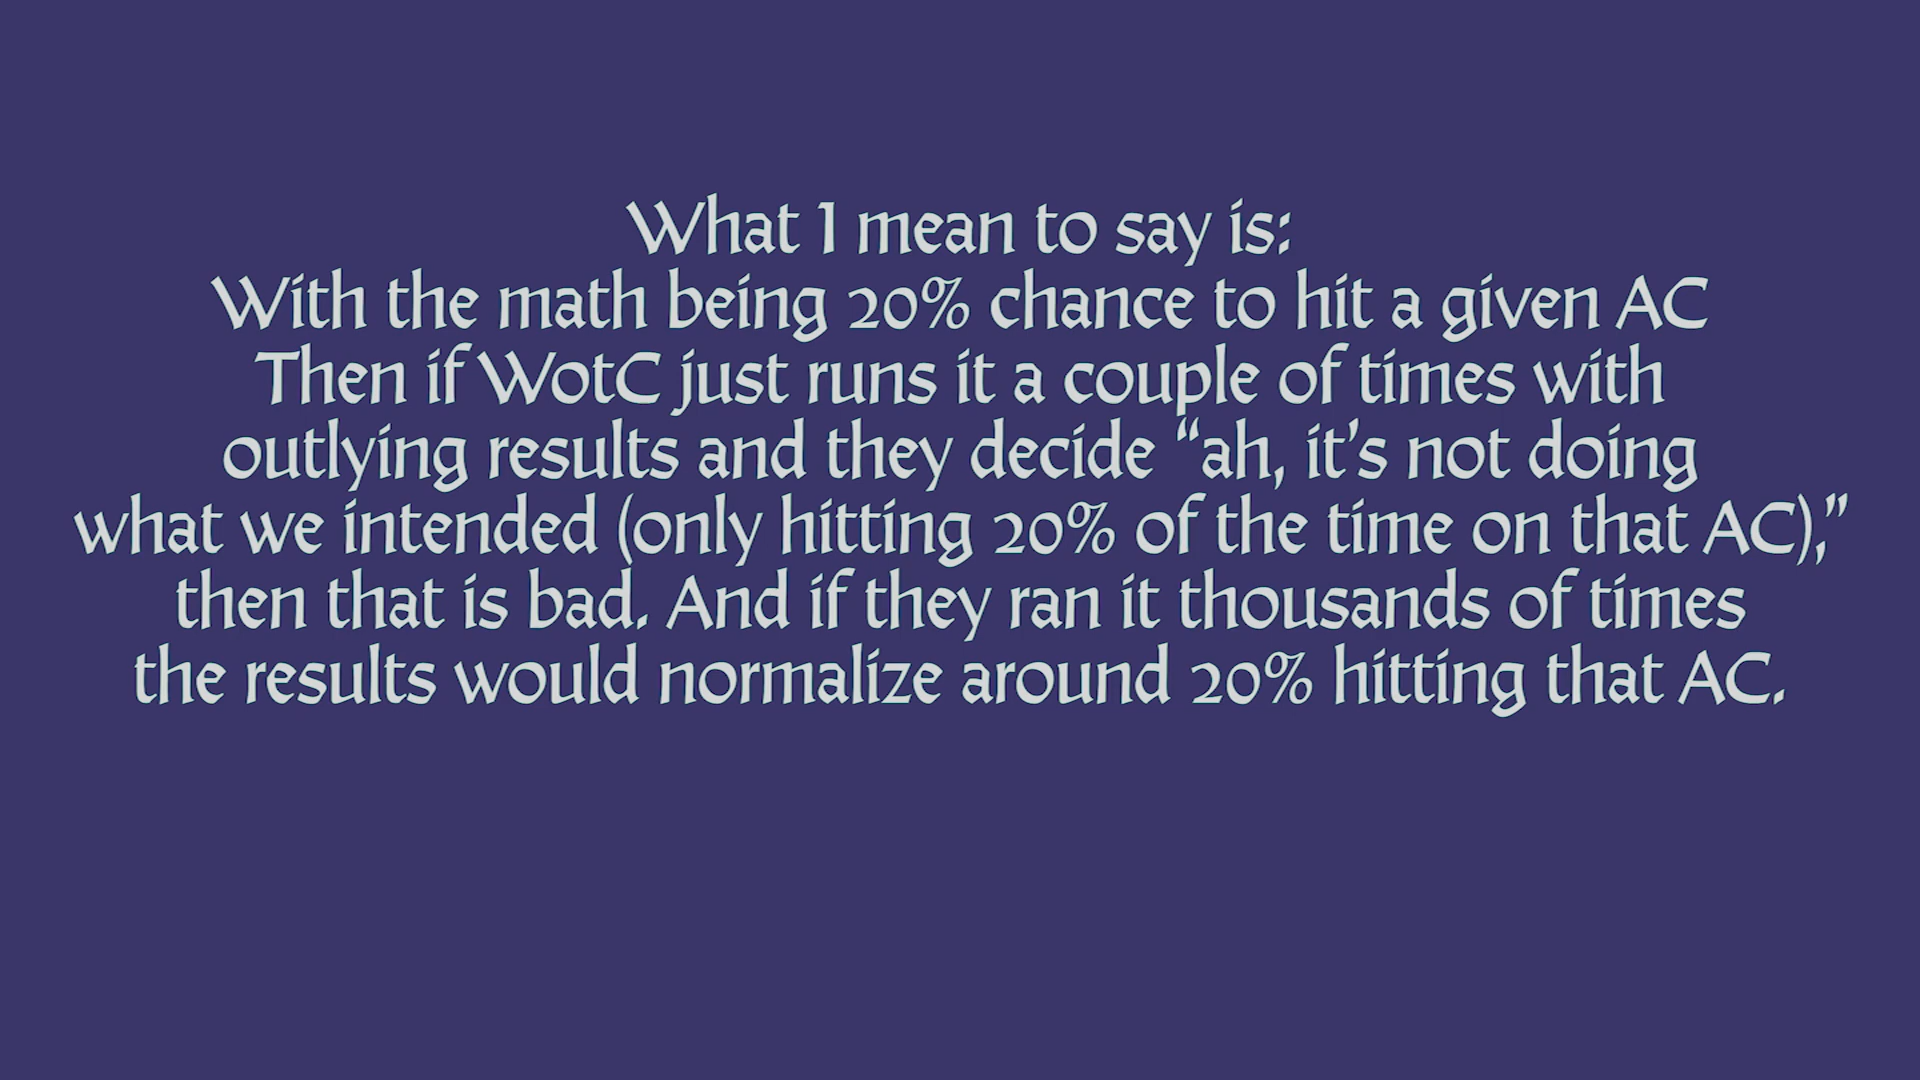 What I mean to say is:
With the math being 20% chance to hit a given AC
Then if WotC just runs it a couple of times with
outlying results and they decide “ah, it’s not doing
what we intended (only hitting 20% of the time on that AC),”
then that is bad. And if they ran it thousands of times
the results would normalize around 20% hitting that AC.